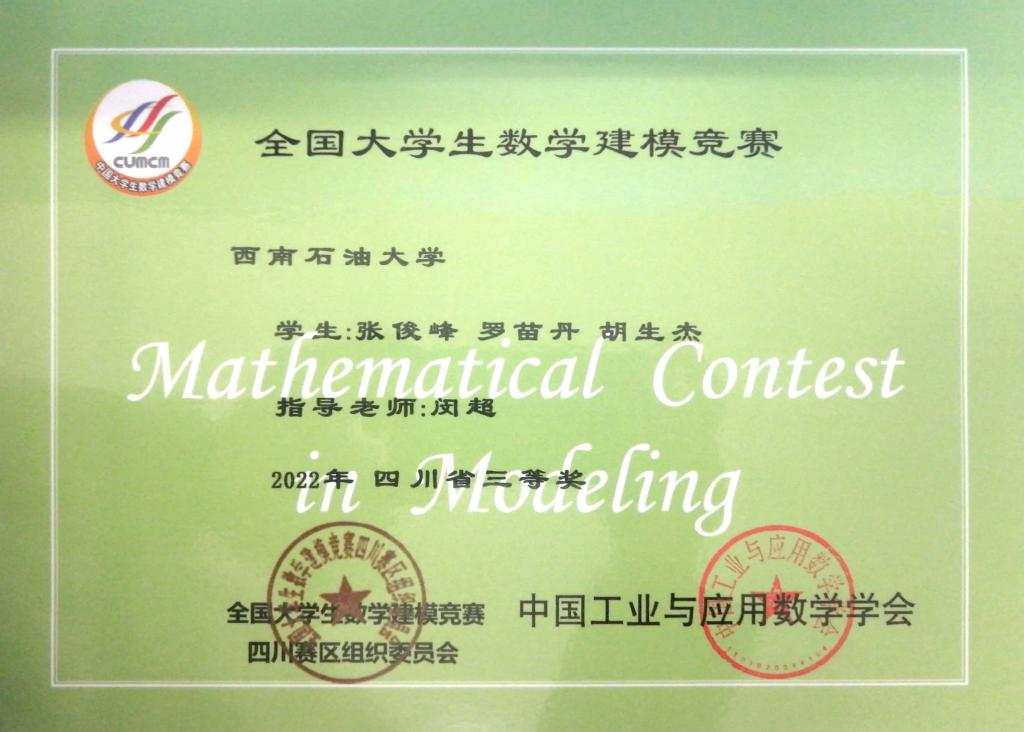 CUMCM
中国大学生数学建模竞赛
全国大学生数学建模竞赛
西南石油大学
学生:张俊峰 罗苗丹 胡生杰
Mathematical Contest
指导老师:闵超
in Modeling
2022年 四川省三等奖
全国大学生数学建模竞赛
四川赛区组织委员会
中国工业与应用数学学会